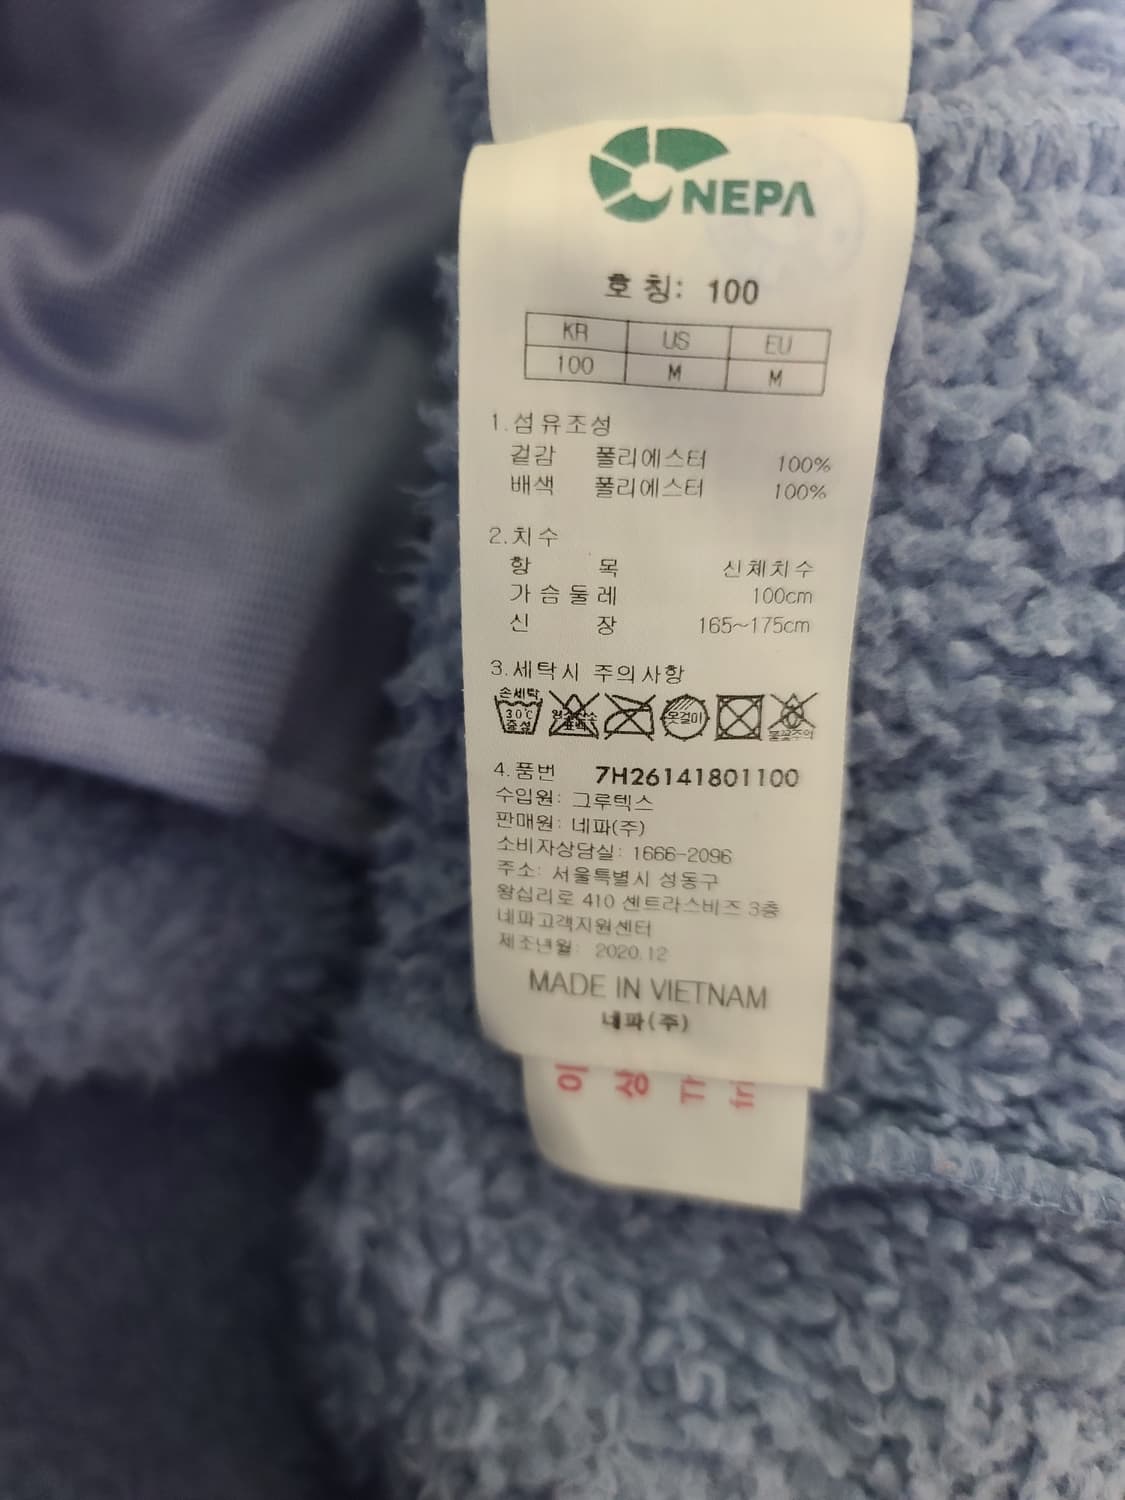 NEPA
호칭: 100
KR US EU
100 M M
1.섬유조성
겉감 폴리에스터 100%
배색 폴리에스터 100%
2.치수
항 목 신체치수
가슴둘레 100cm
신 장 165~175cm
3.세탁시 주의사항
손세탁
30℃
중성
옷걸이
4.품번 7H26141801100
수입원: 그루텍스
판매원: 네파(주)
소비자상담실: 1666-2096
주소: 서울특별시 성동구
왕십리로 410 센트라스비즈 3층
네파고객지원센터
제조년월: 2020.12
MADE IN VIETNAM
네파(주)
이
상